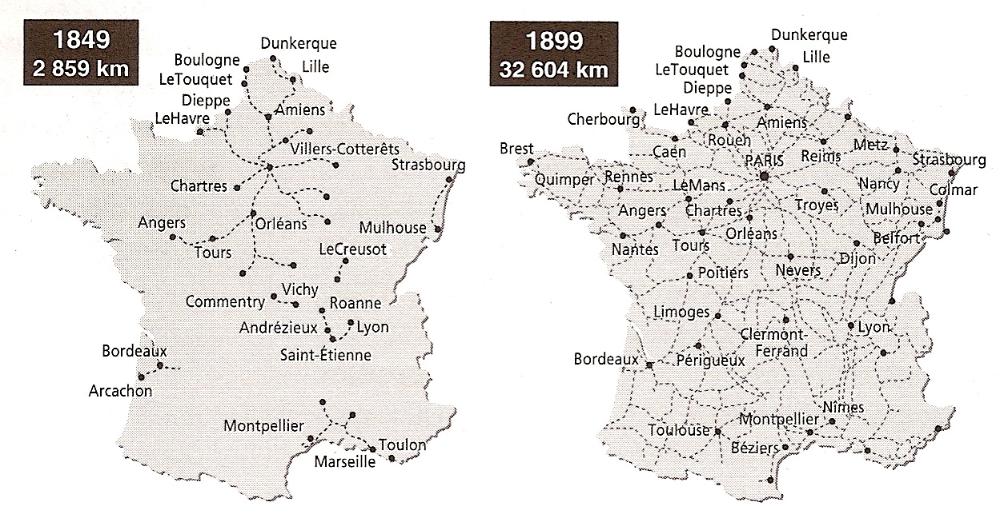 1849
2 859 km
Dunkerque
Boulogne
Lille
LeTouquet
Dieppe
Amiens
LeHavre
Villers-Cotterêts
Strasbourg
Chartres
Angers
Orléans
Mulhouse
Tours
LeCreusot
Vichy
Commentry
Roanne
Andrézieux
Lyon
Saint-Étienne
Bordeaux
Arcachon
Montpellier
Toulon
Marseille
1899
32 604 km
Dunkerque
Boulogne
Lille
LeTouquet
Dieppe
LeHavre
Cherbourg
Amiens
Rouen
Caen
Metz
Brest
Reims
PARIS
Strasbourg
Quimper
Rennes
LeMans
Nancy
Colmar
Troyes
Angers
Chartres
Mulhouse
Orléans
Belfort
Nantes
Tours
Dijon
Poitiers
Nevers
Limoges
Lyon
Clermont-
Ferrand
Bordeaux
Périgueux
Nîmes
Montpellier
Toulouse
Béziers